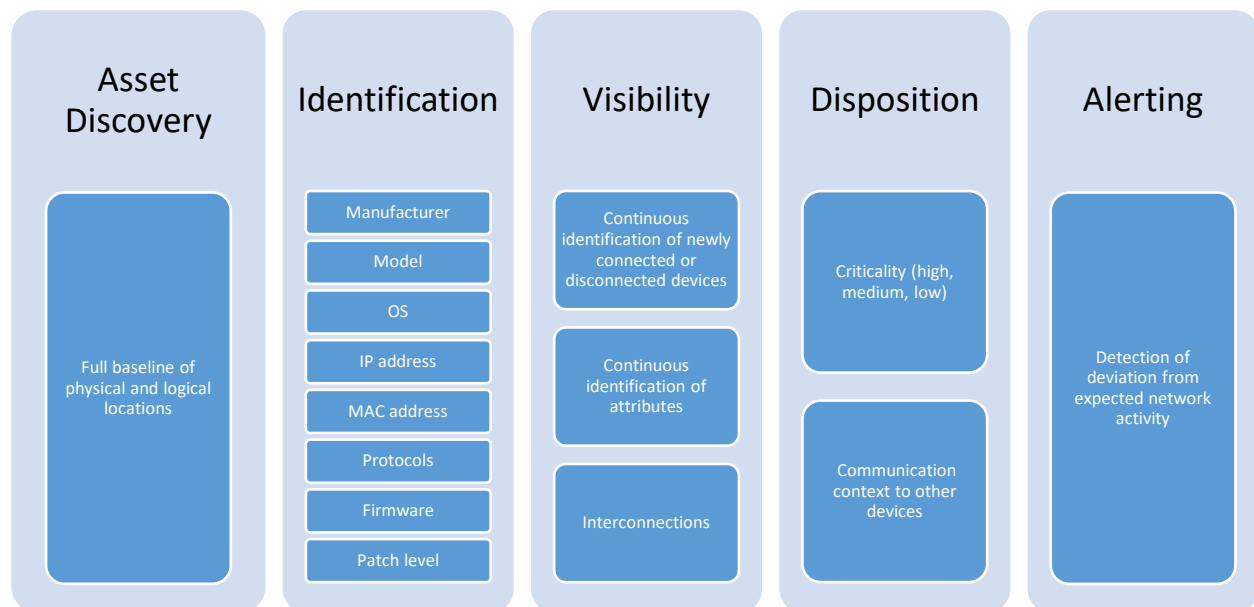 Asset
Discovery
Full baseline of
physical and logical
locations
Identification
Manufacturer
Model
OS
IP address
MAC address
Protocols
Firmware
Patch level
Visibility
Continuous
identification of newly
connected or
disconnected devices
Continuous
identification of
attributes
Interconnections
Disposition
Criticality (high,
medium, low)
Communication
context to other
devices
Alerting
Detection of
deviation from
expected network
activity